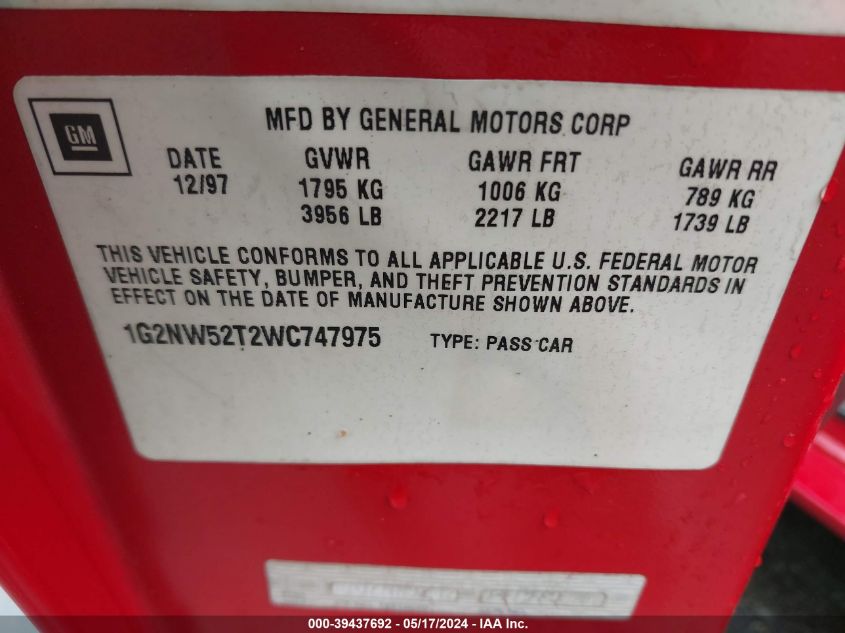 GM
MFD BY GENERAL MOTORS CORP
DATE GVWR GAWR FRT GAWR RR
12/97 1795 KG 1006 KG 789 KG
3956 LB 2217 LB 1739 LB
THIS VEHICLE CONFORMS TO ALL APPLICABLE U.S. FEDERAL MOTOR
VEHICLE SAFETY, BUMPER, AND THEFT PREVENTION STANDARDS IN
EFFECT ON THE DATE OF MANUFACTURE SHOWN ABOVE.
1G2NW52T2WC747975 TYPE: PASS CAR
000-39437692 - 05/17/2024 - IAA Inc.